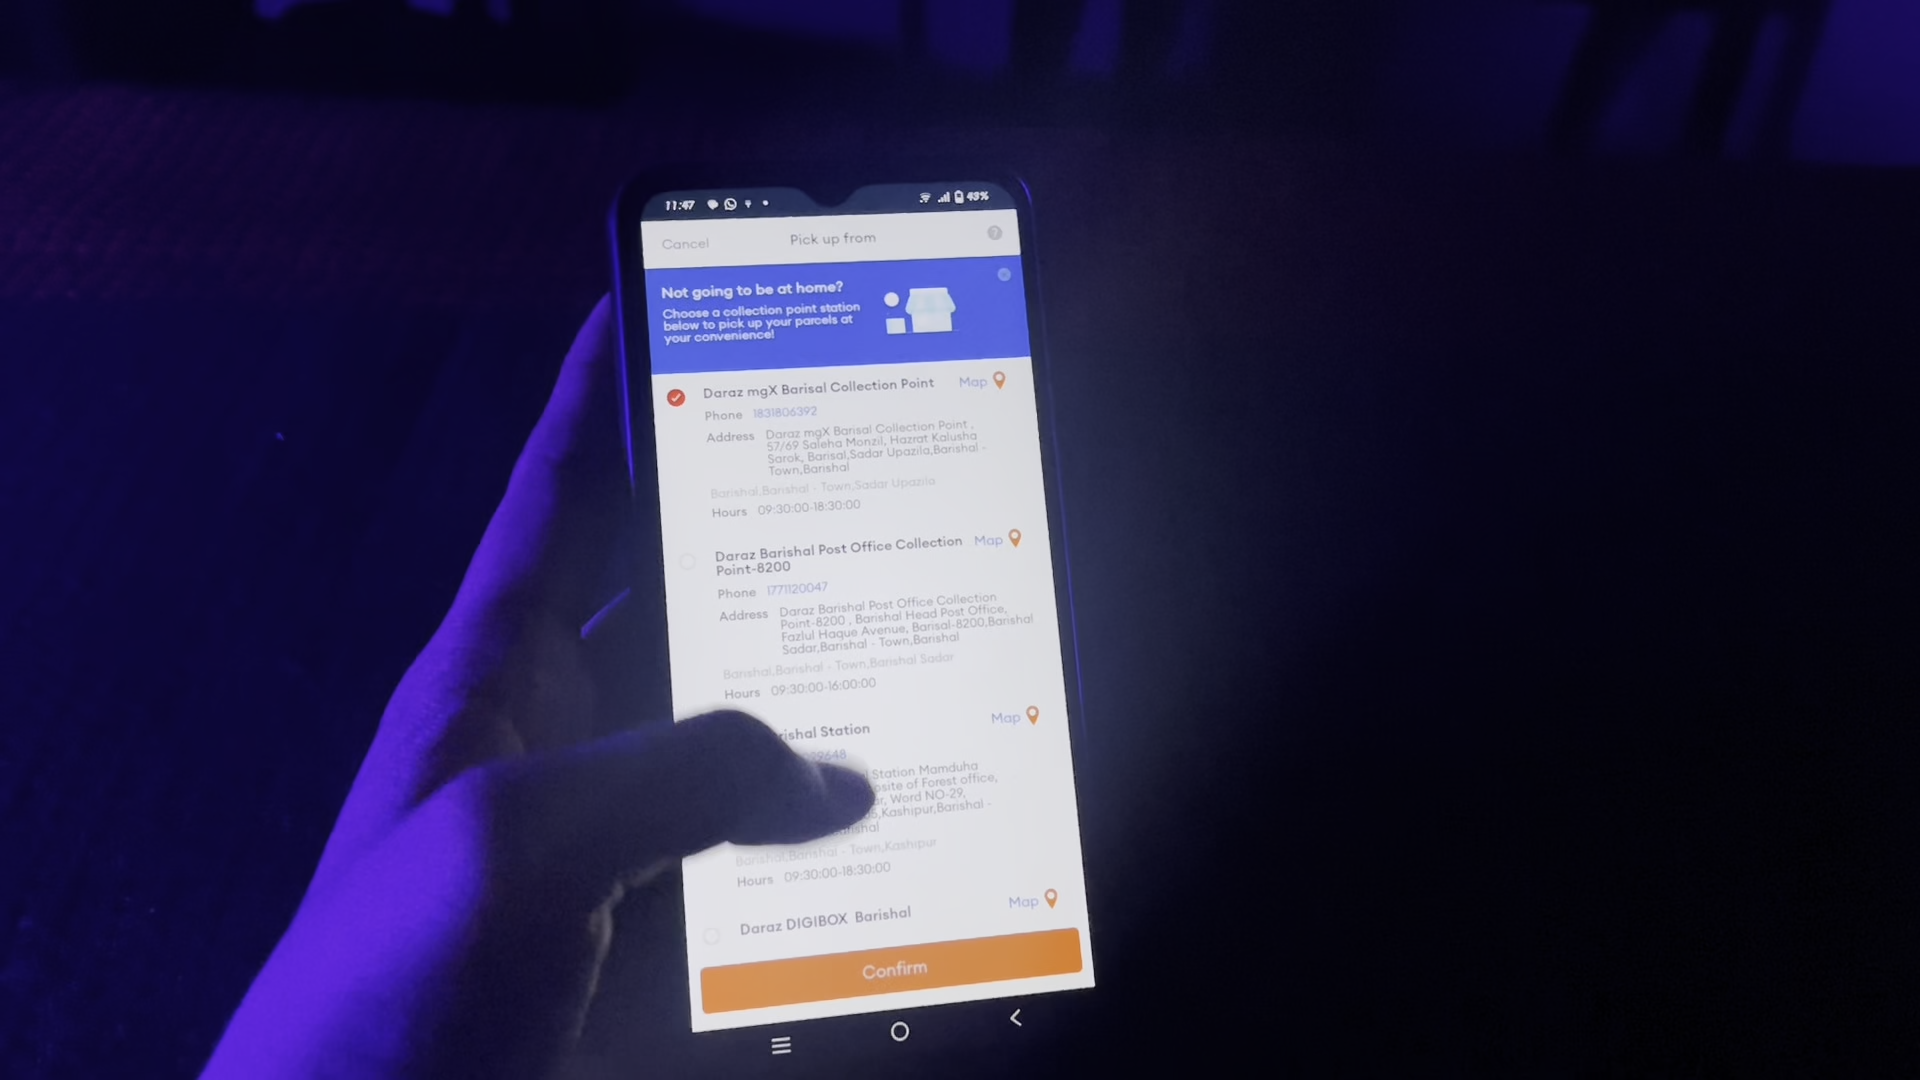 11:47
43%
Cancel
Pick up from
?
Not going to be at home?
Choose a collection point station
below to pick up your parcels at
your convenience!
Daraz mgX Barisal Collection Point
Map
Phone 1831806392
Address Daraz mgX Barisal Collection Point ,
57/69 Saleha Monzil, Hazrat Kalusha
Sarok, Barisal,Sadar Upazila,Barishal -
Town,Barishal
Barishal,Barishal - Town,Sadar Upazila
Hours 09:30:00-18:30:00
Daraz Barishal Post Office Collection
Point-8200
Map
Phone 1771120047
Address Daraz Barishal Post Office Collection
Point-8200 , Barishal Head Post Office,
Fazlul Haque Avenue, Barisal-8200,Barishal
Sadar,Barishal - Town,Barishal
Barishal,Barishal - Town,Barishal Sadar
Hours 09:30:00-16:00:00
rishal Station
Map
29648
Station Mamduha
osite of Forest office,
ar, Word NO-29,
,Kashipur,Barishal -
arishal
Barishal,Barishal - Town,Kashipur
Hours 09:30:00-18:30:00
Daraz DIGIBOX Barishal
Map
Confirm